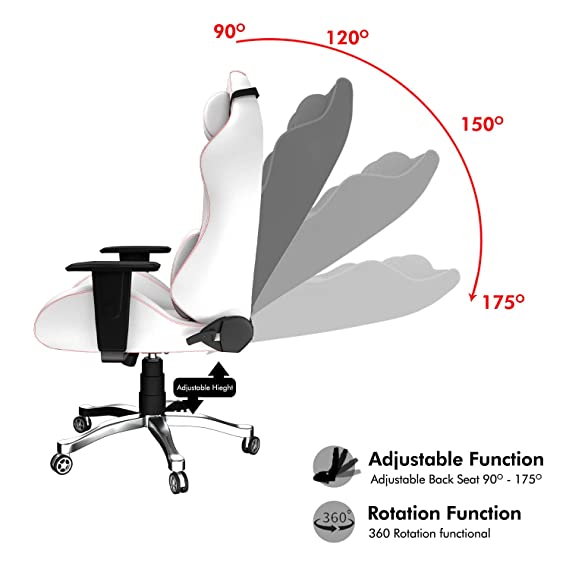 90°
120°
150°
175°
Adjustable Hieght
Adjustable Function
Adjustable Back Seat 90° - 175°
360°
Rotation Function
360 Rotation functional